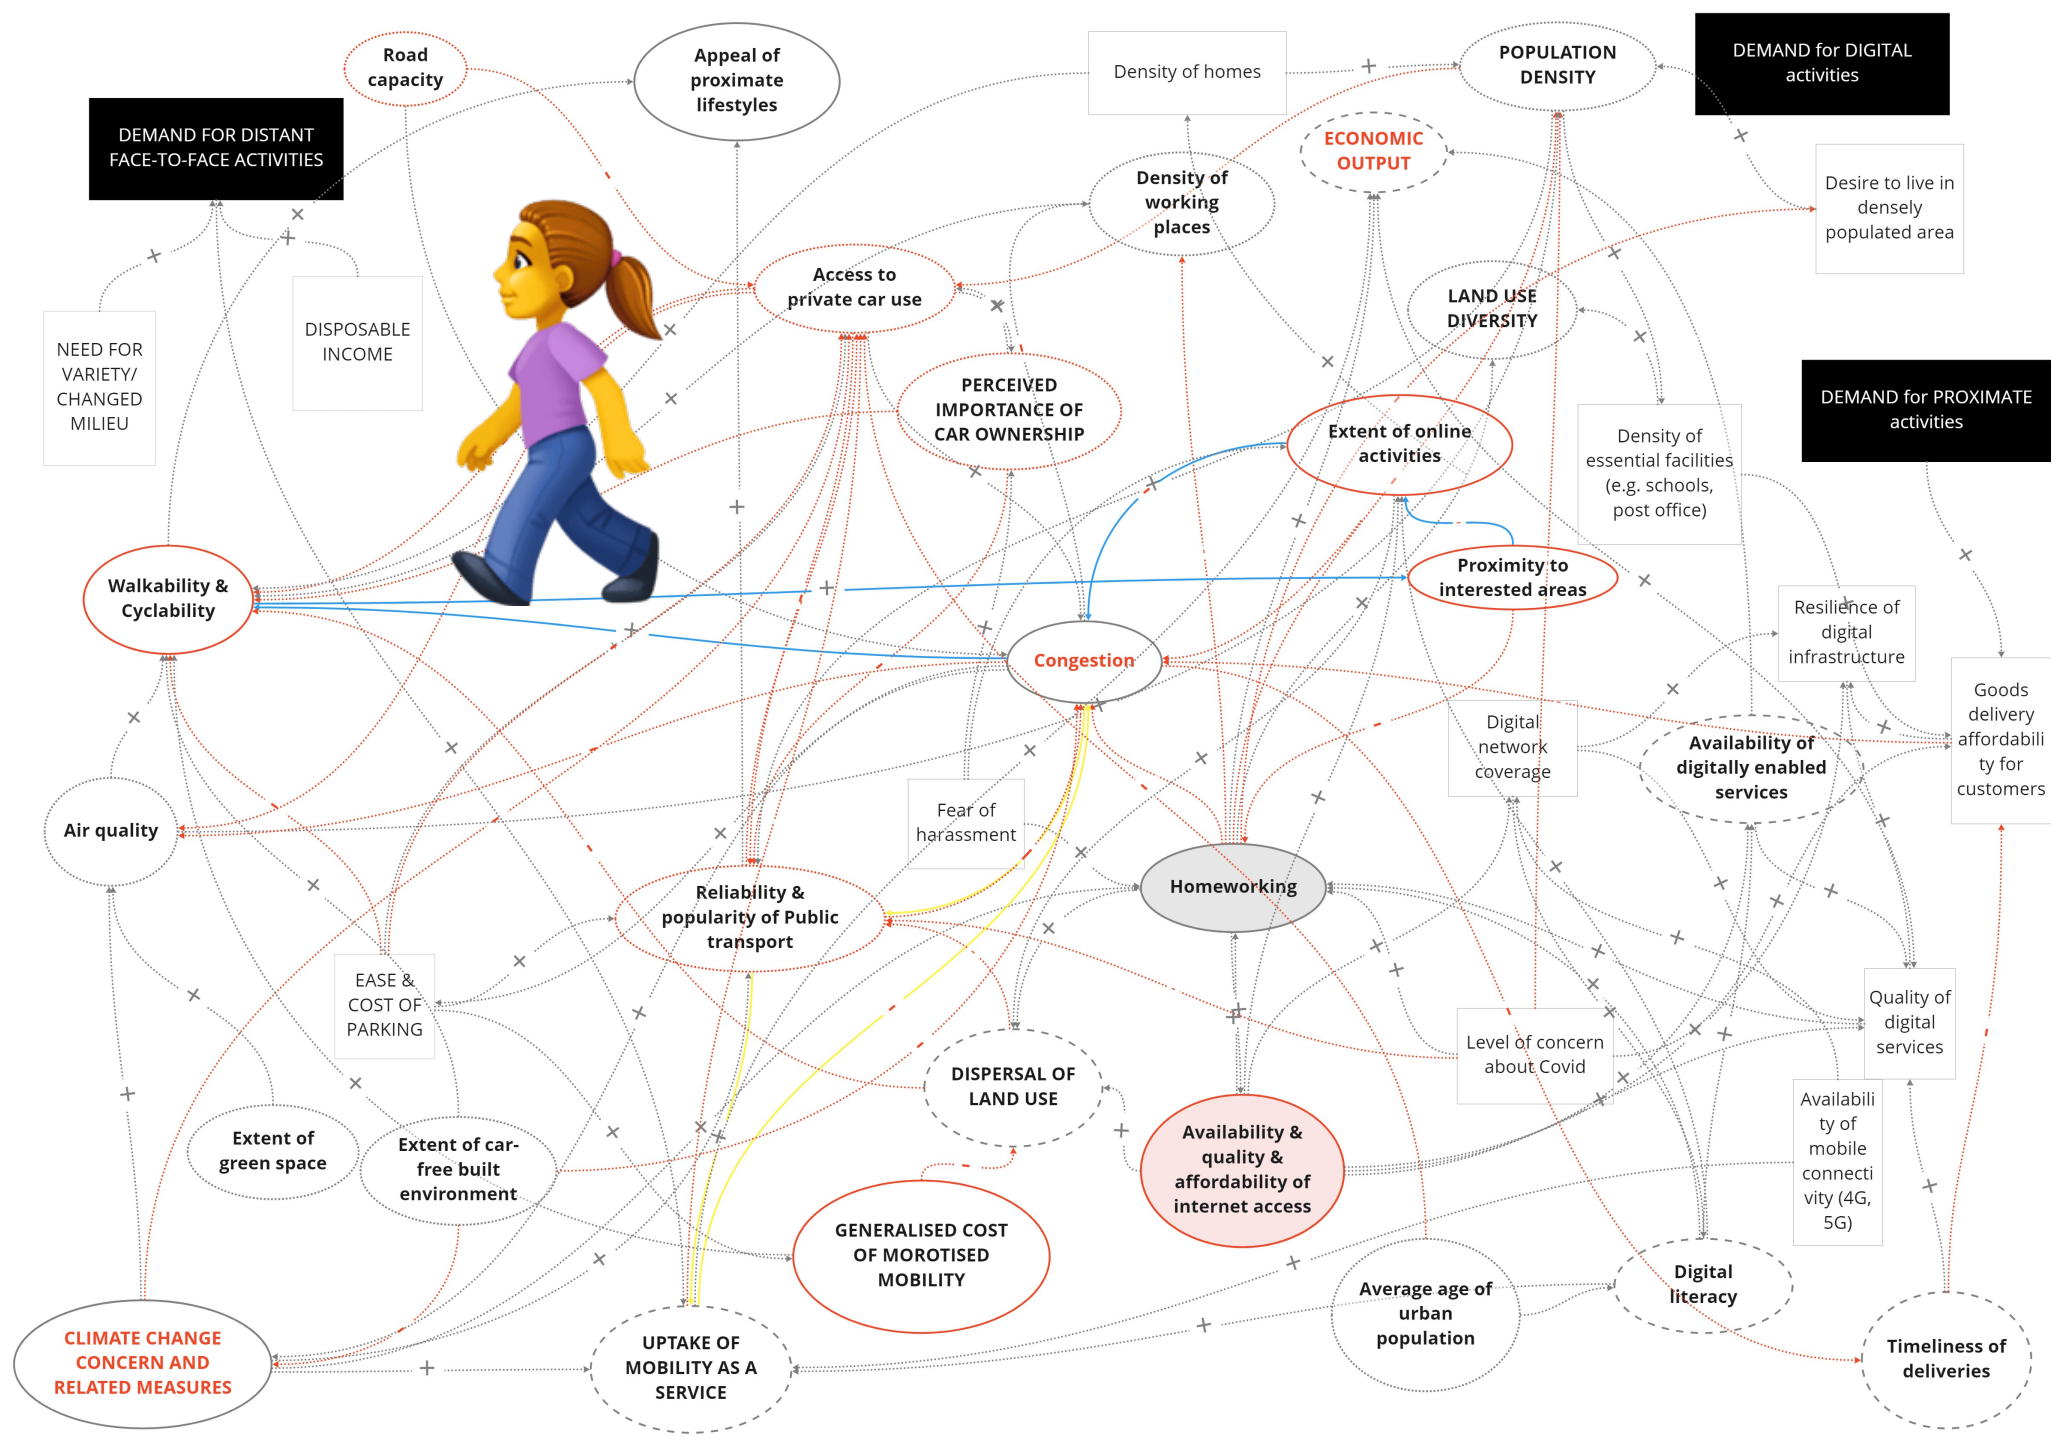 Road
capacity
Appeal of
proximate
lifestyles
Density of homes
POPULATION
DENSITY
DEMAND for DIGITAL
activities
DEMAND FOR DISTANT
FACE-TO-FACE ACTIVITIES
ECONOMIC
OUTPUT
Density of
working
places
Desire to live in
densely
populated area
Access to
private car use
LAND USE
DIVERSITY
NEED FOR
VARIETY/
CHANGED
MILIEU
DISPOSABLE
INCOME
PERCEIVED
IMPORTANCE OF
CAR OWNERSHIP
Extent of online
activities
Density of
essential facilities
(e.g. schools,
post office)
DEMAND for PROXIMATE
activities
Walkability &
Cyclability
Proximity to
interested areas
Resilience of
digital
infrastructure
Congestion
Goods
delivery
affordabili
ty for
customers
Digital
network
coverage
Availability of
digitally enabled
services
Air quality
Fear of
harassment
Reliability &
popularity of Public
transport
Homeworking
EASE &
COST OF
PARKING
Quality of
digital
services
Level of concern
about Covid
DISPERSAL OF
LAND USE
Extent of
green space
Extent of car-
free built
environment
Availability &
quality &
affordability of
internet access
Availabili
ty of
mobile
connecti
vity (4G,
5G)
GENERALISED COST
OF MOROTISED
MOBILITY
Average age of
urban
population
Digital
literacy
CLIMATE CHANGE
CONCERN AND
RELATED MEASURES
UPTAKE OF
MOBILITY AS A
SERVICE
Timeliness of
deliveries